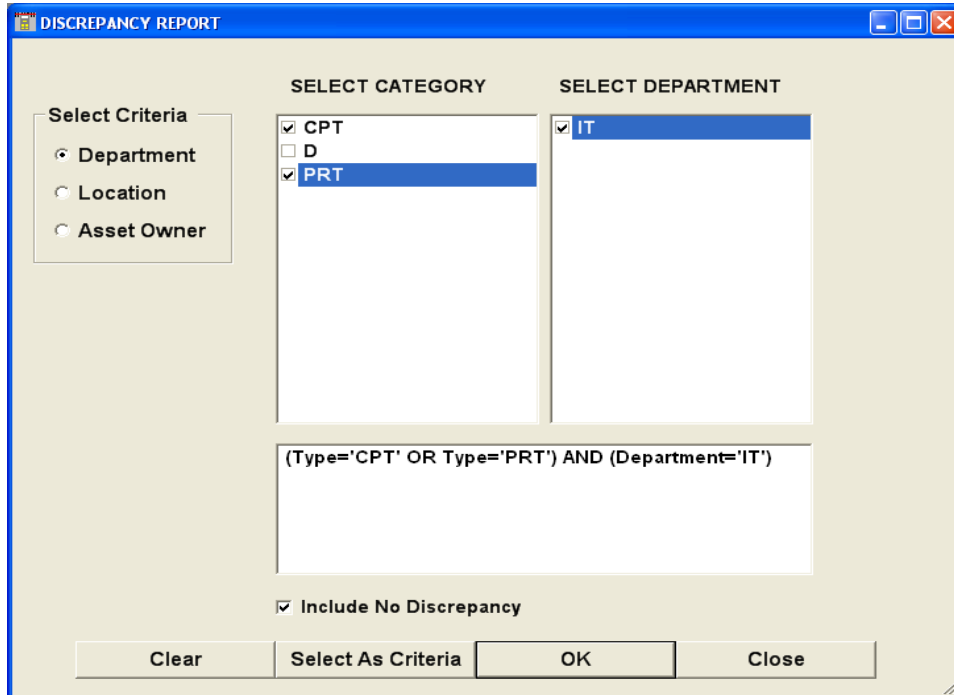 DISCREPANCY REPORT
SELECT CATEGORY
SELECT DEPARTMENT
Select Criteria
Department
Location
Asset Owner
CPT
D
PRT
IT
(Type='CPT' OR Type='PRT') AND (Department='IT')
Include No Discrepancy
Clear
Select As Criteria
OK
Close